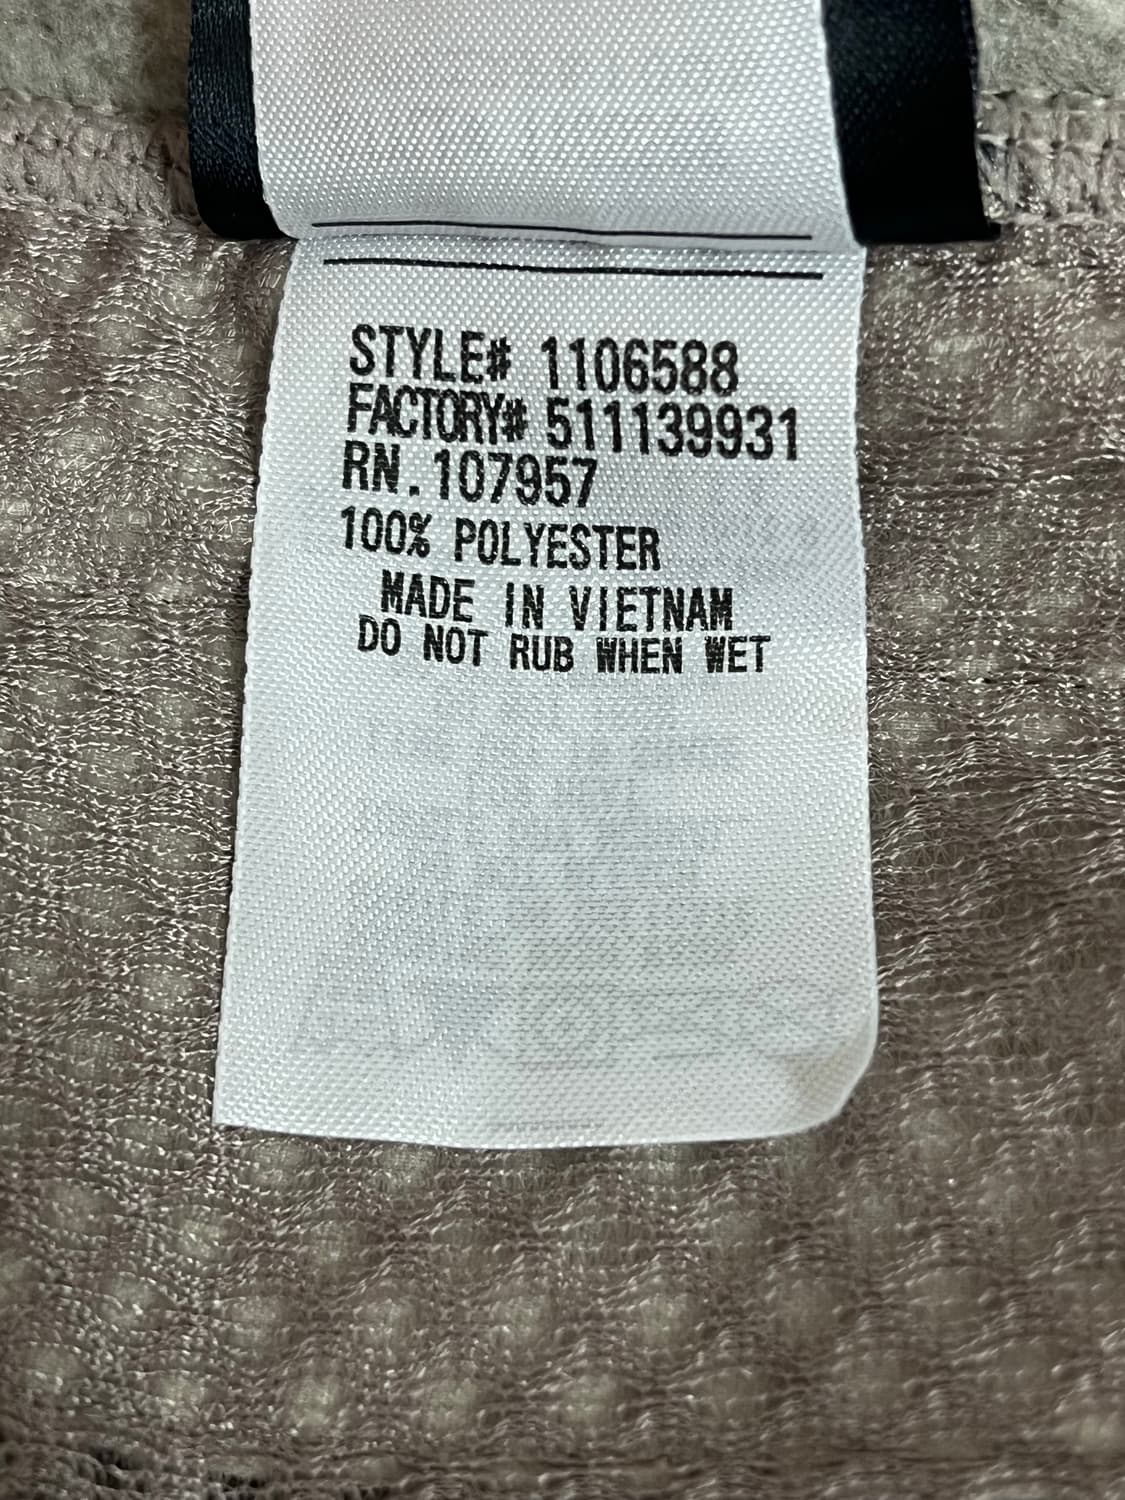 STYLE# 1106588
FACTORY# 511139931
RN.107957
100% POLYESTER
MADE IN VIETNAM
DO NOT RUB WHEN WET